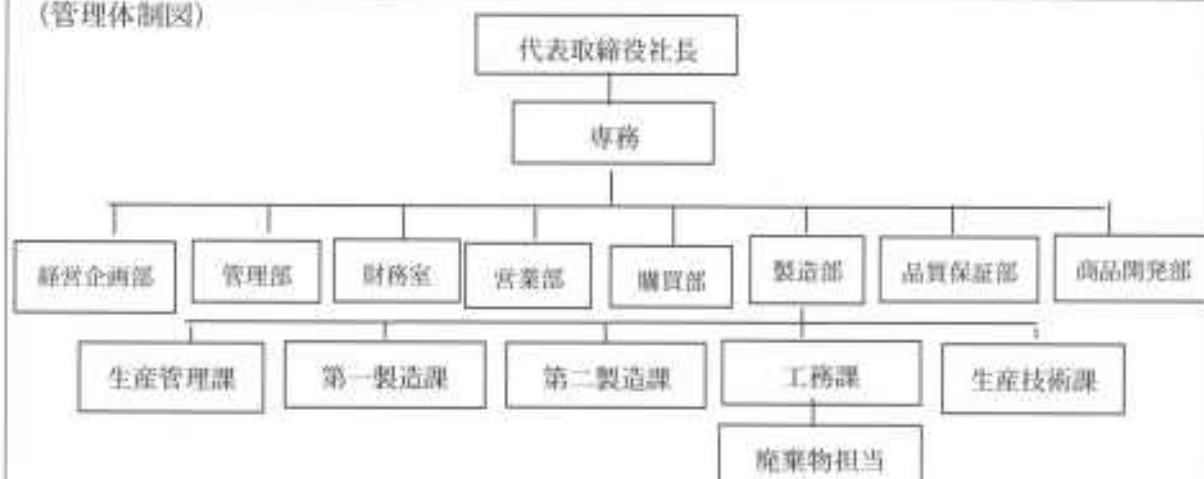 (管理体制図)
代表取締役社長
専務
経営企画部 管理部 財務室 営業部 購買部 製造部 品質保証部 商品開発部
生産管理課 第一製造課 第二製造課 工務課 生産技術課
廃棄物担当